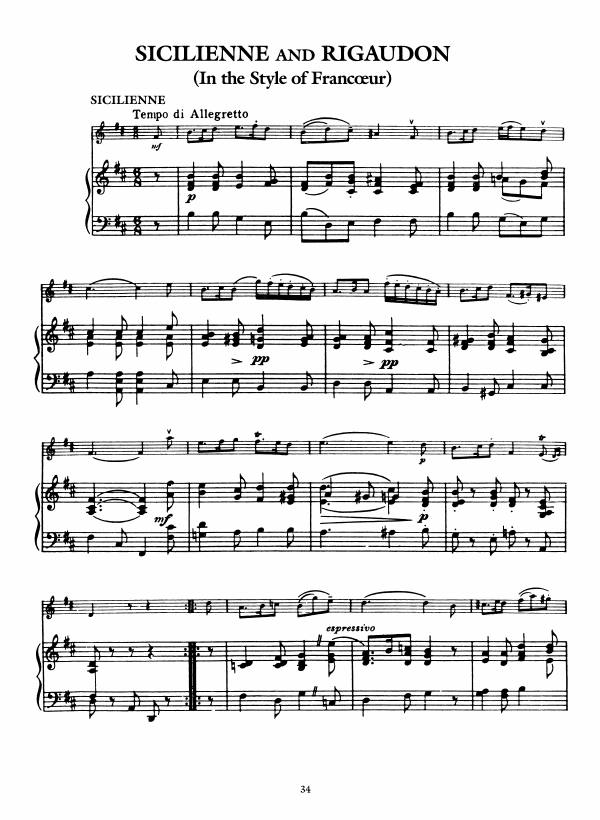 SICILIENNE AND RIGAUDON
(In the Style of Francœur)
SICILIENNE
Tempo di Allegretto
mf
p
pp
pp
mf
p
p
espressivo
34